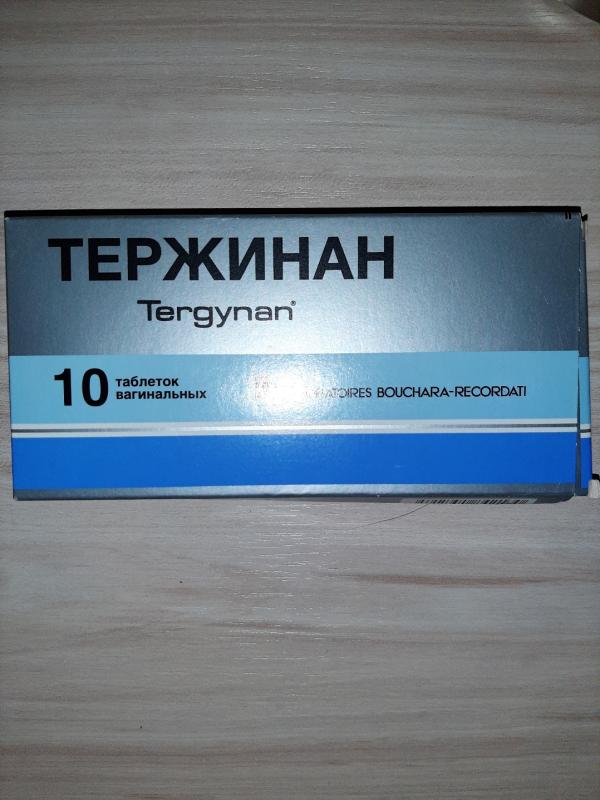 ТЕРЖИНАН
Tergynan®
10 таблеток
вагинальных
BOUCHARA-RECORDATI